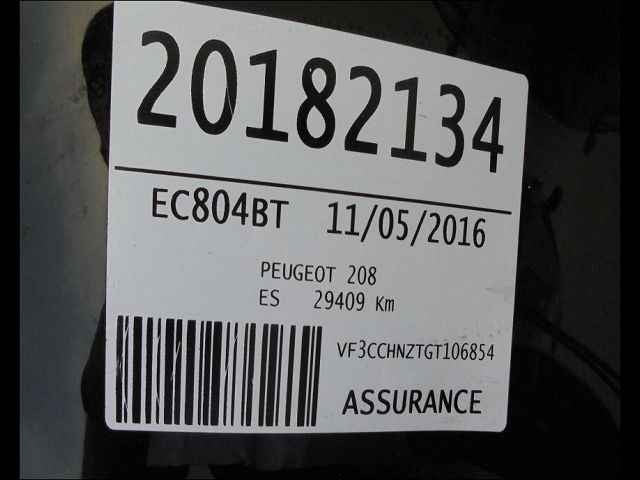 20182134
EC804BT 11/05/2016
PEUGEOT 208
ES 29409 Km
VF3CCHNZTGT106854
ASSURANCE